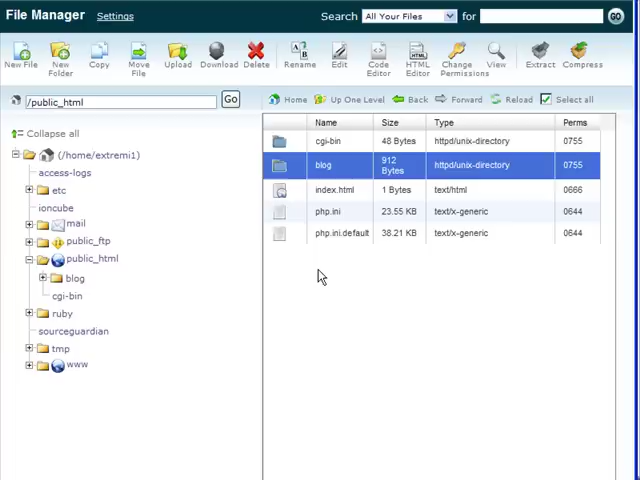 File Manager Settings Search All Your Files for GO
New File New Folder Copy Move File Upload Download Delete Rename Edit Code Editor HTML Editor Change Permissions View Extract Compress
/public_html Go Home Up One Level Back Forward Reload Select all
Collapse all
(/home/extremi1)
access-logs
etc
ioncube
mail
public_ftp
public_html
blog
cgi-bin
ruby
sourceguardian
tmp
www
Name Size Type Perms
cgi-bin 48 Bytes httpd/unix-directory 0755
blog 912 Bytes httpd/unix-directory 0755
index.html 1 Bytes text/html 0666
php.ini 23.55 KB text/x-generic 0644
php.ini.default 38.21 KB text/x-generic 0644